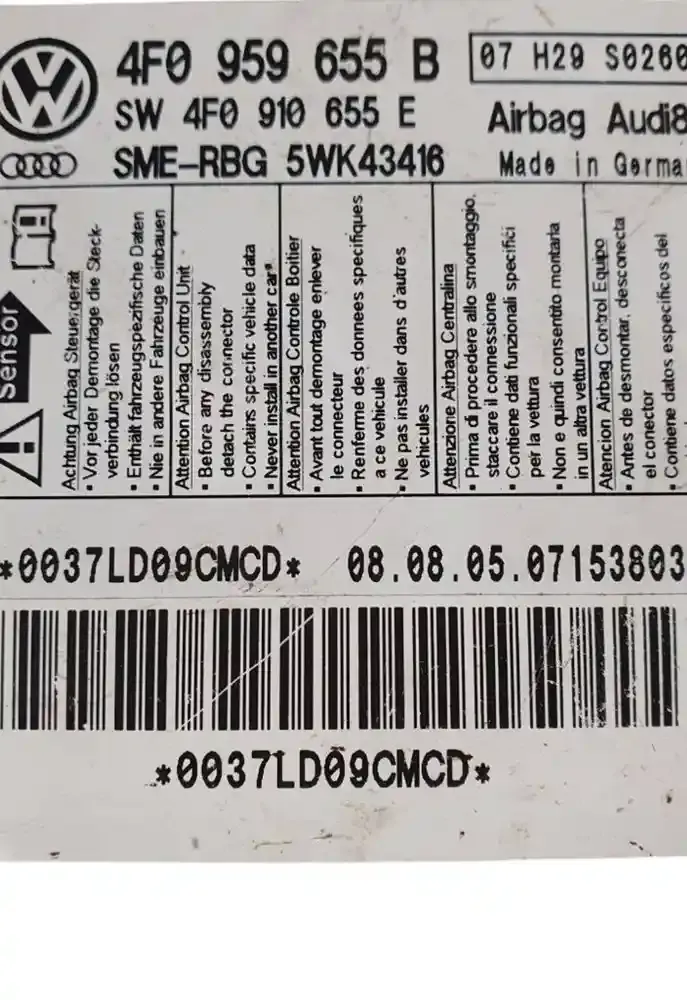 4F0 959 655 B
07 H29 S0260
SW 4F0 910 655 E
Airbag Audi8
SME-RBG 5WK43416
Made in Germa
Sensor
Achtung Airbag Steuergerät
• Vor jeder Demontage die Steck-
verbindung lösen
• Enthält fahrzeugspezifische Daten
• Nie in andere Fahrzeuge einbauen
Attention Airbag Control Unit
• Before any disassembly
detach the connector
• Contains specific vehicle data
• Never install in another car
Attention Airbag Controle Boitier
• Avant tout demontage enlever
le connecteur
• Renferme des donnees specifiques
a ce vehicule
• Ne pas installer dans d'autres
vehicules
Attenzione Airbag Centralina
• Prima di procedere allo smontaggio,
staccare il connessione
• Contiene dati funzionali specifici
per la vettura
• Non e quindi consentito montarla
in un altra vettura
Atencion Airbag Control Equipo
• Antes de desmontar, desconecta
el conector
• Contiene datos especificos del
*0037LD09CMCD*
08.08.05.07153803
*0037LD09CMCD*